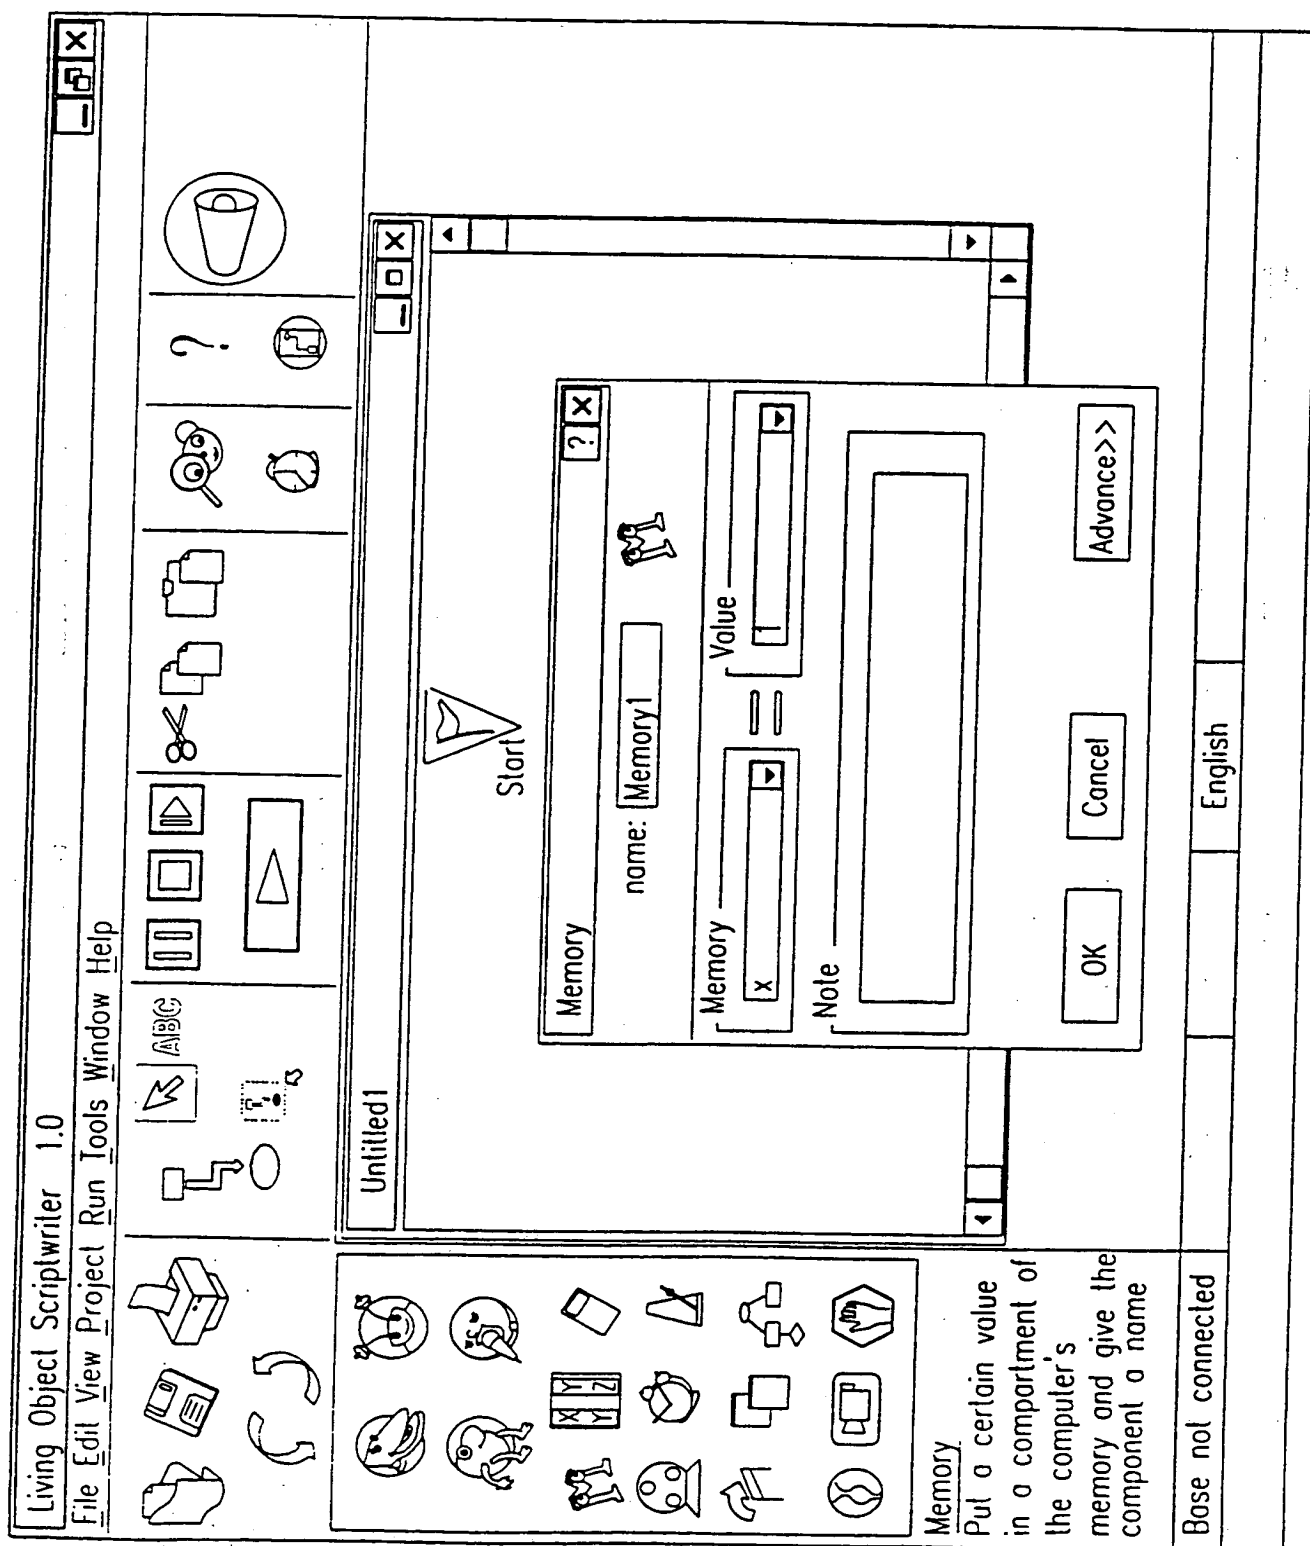 Living Object Scriptwriter 1.0
File Edit View Project Run Tools Window Help
ABC
?
Untitled1
Start
Memory
?
name: Memory1
Memory
x
=
Value
1
Note
OK
Cancel
Advance>>
X Y
Y Z
Memory
Put a certain value
in a compartment of
the computer's
memory and give the
component a name
Base not connected
English